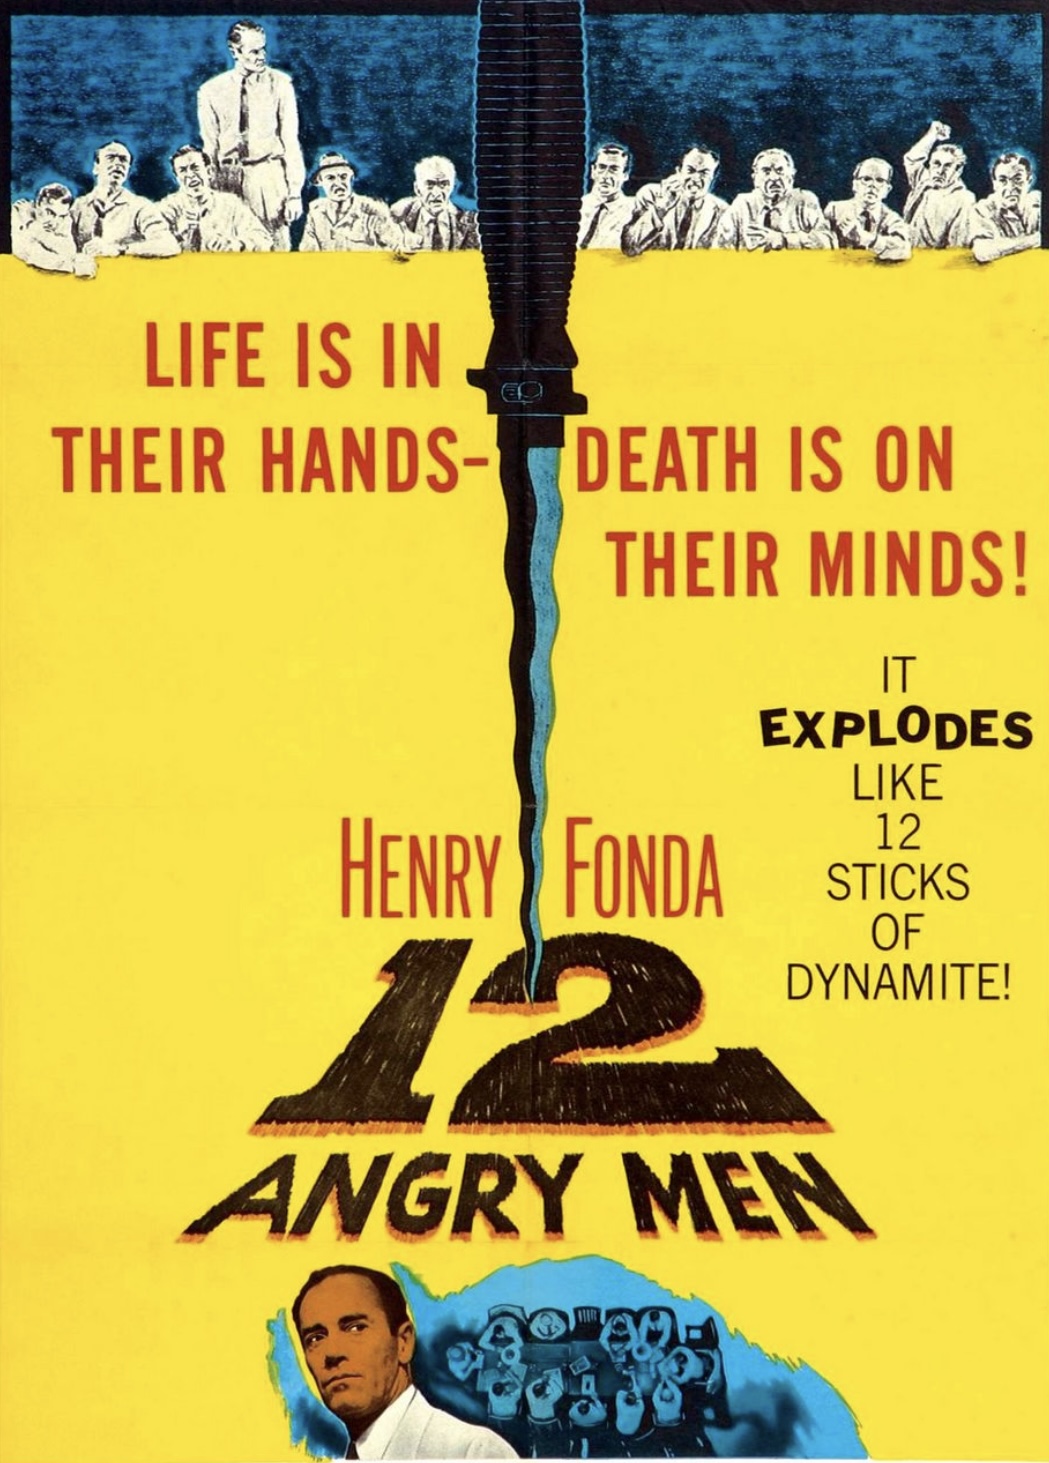 LIFE IS IN
THEIR HANDS-
DEATH IS ON
THEIR MINDS!
IT
EXPLODES
LIKE
12
STICKS
OF
DYNAMITE!
HENRY FONDA
12
ANGRY MEN